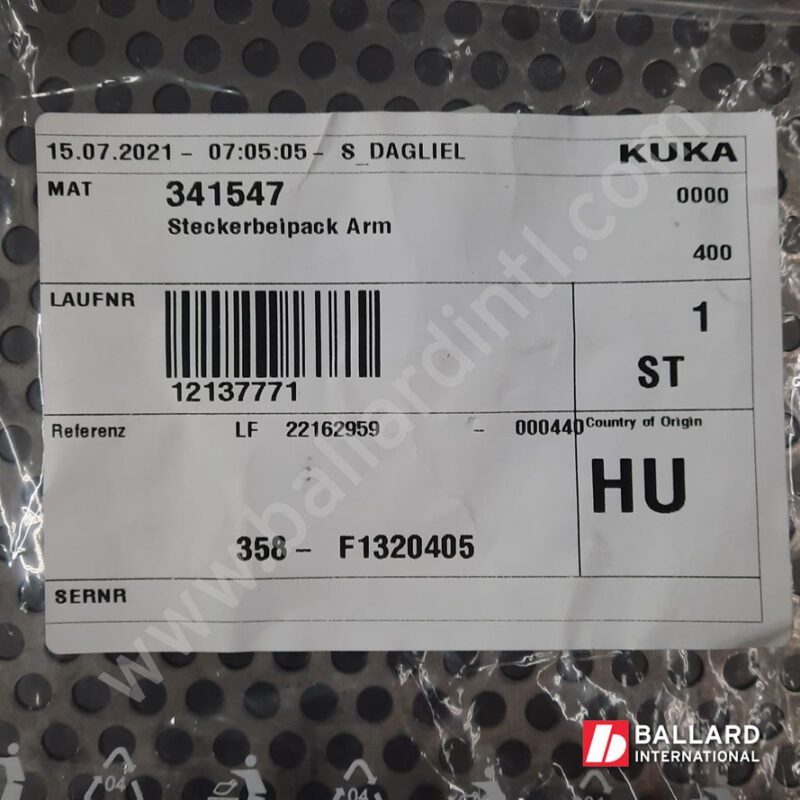 15.07.2021 - 07:05:05 - S_DAGLIEL KUKA
MAT 341547 0000
Steckerbeipack Arm
400
LAUFNR
12137771
1
ST
Referenz LF 22162959 - 000440
Country of Origin
HU
358 - F1320405
SERNR
www.ballardintl.com
BALLARD
INTERNATIONAL
04
04
04